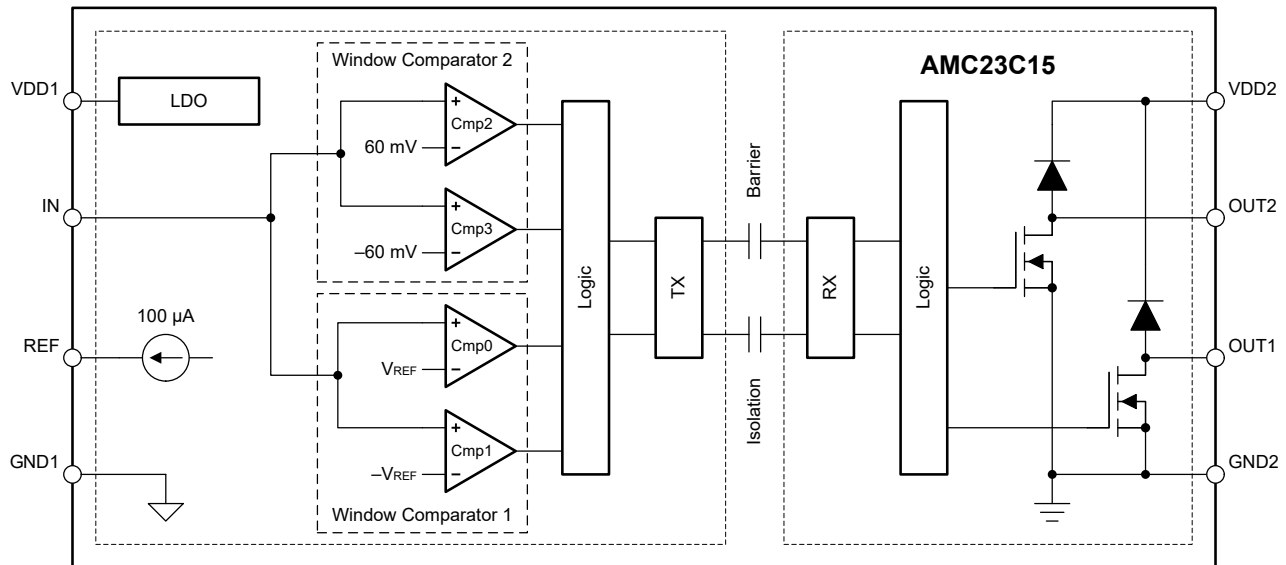 AMC23C15
VDD1
LDO
IN
REF
100 µA
GND1
Window Comparator 2
+
Cmp2
60 mV
–
+
Cmp3
–60 mV
–
+
Cmp0
VREF
–
+
Cmp1
–VREF
–
Window Comparator 1
Logic
TX
Barrier
Isolation
RX
Logic
VDD2
OUT2
OUT1
GND2